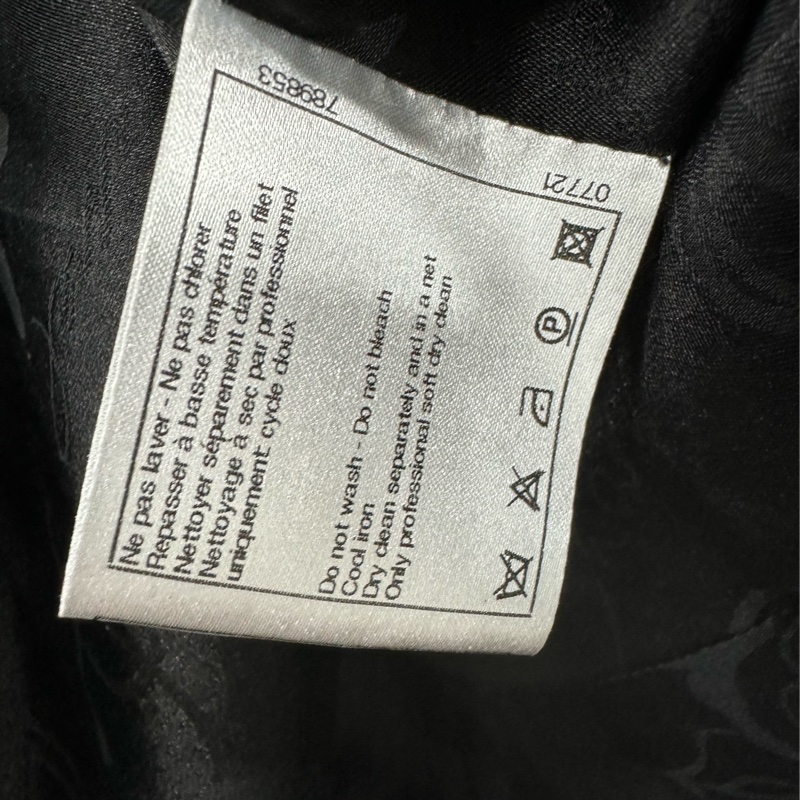 Ne pas laver - Ne pas chlorer
Repasser à basse température
Nettoyer séparement dans un filet
Nettoyage à sec par professionnel
uniquement cycle doux
Do not wash - Do not bleach
Cool iron
Dry clean separately and in a net
Only professional soft dry clean
P
789853
07721